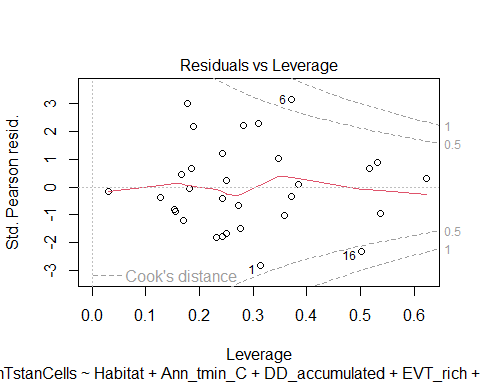 Residuals vs Leverage
Std. Pearson resid.
3
2
1
0
-1
-2
-3
6
1
16
1
0.5
0.5
1
Cook's distance
0.0 0.1 0.2 0.3 0.4 0.5 0.6
Leverage
TstanCells ~ Habitat + Ann_tmin_C + DD_accumulated + EVT_rich +